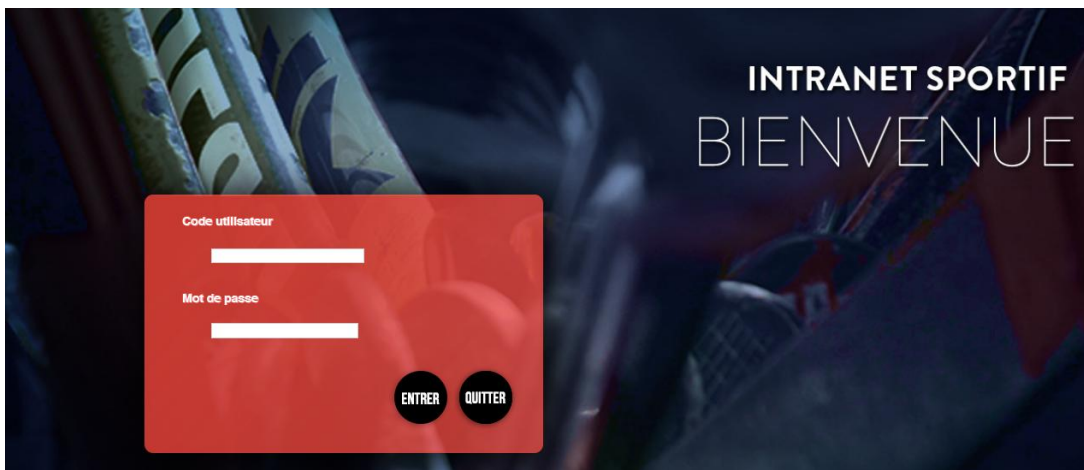 INTRANET SPORTIF
BIENVENUE
Code utilisateur
Mot de passe
ENTRER QUITTER